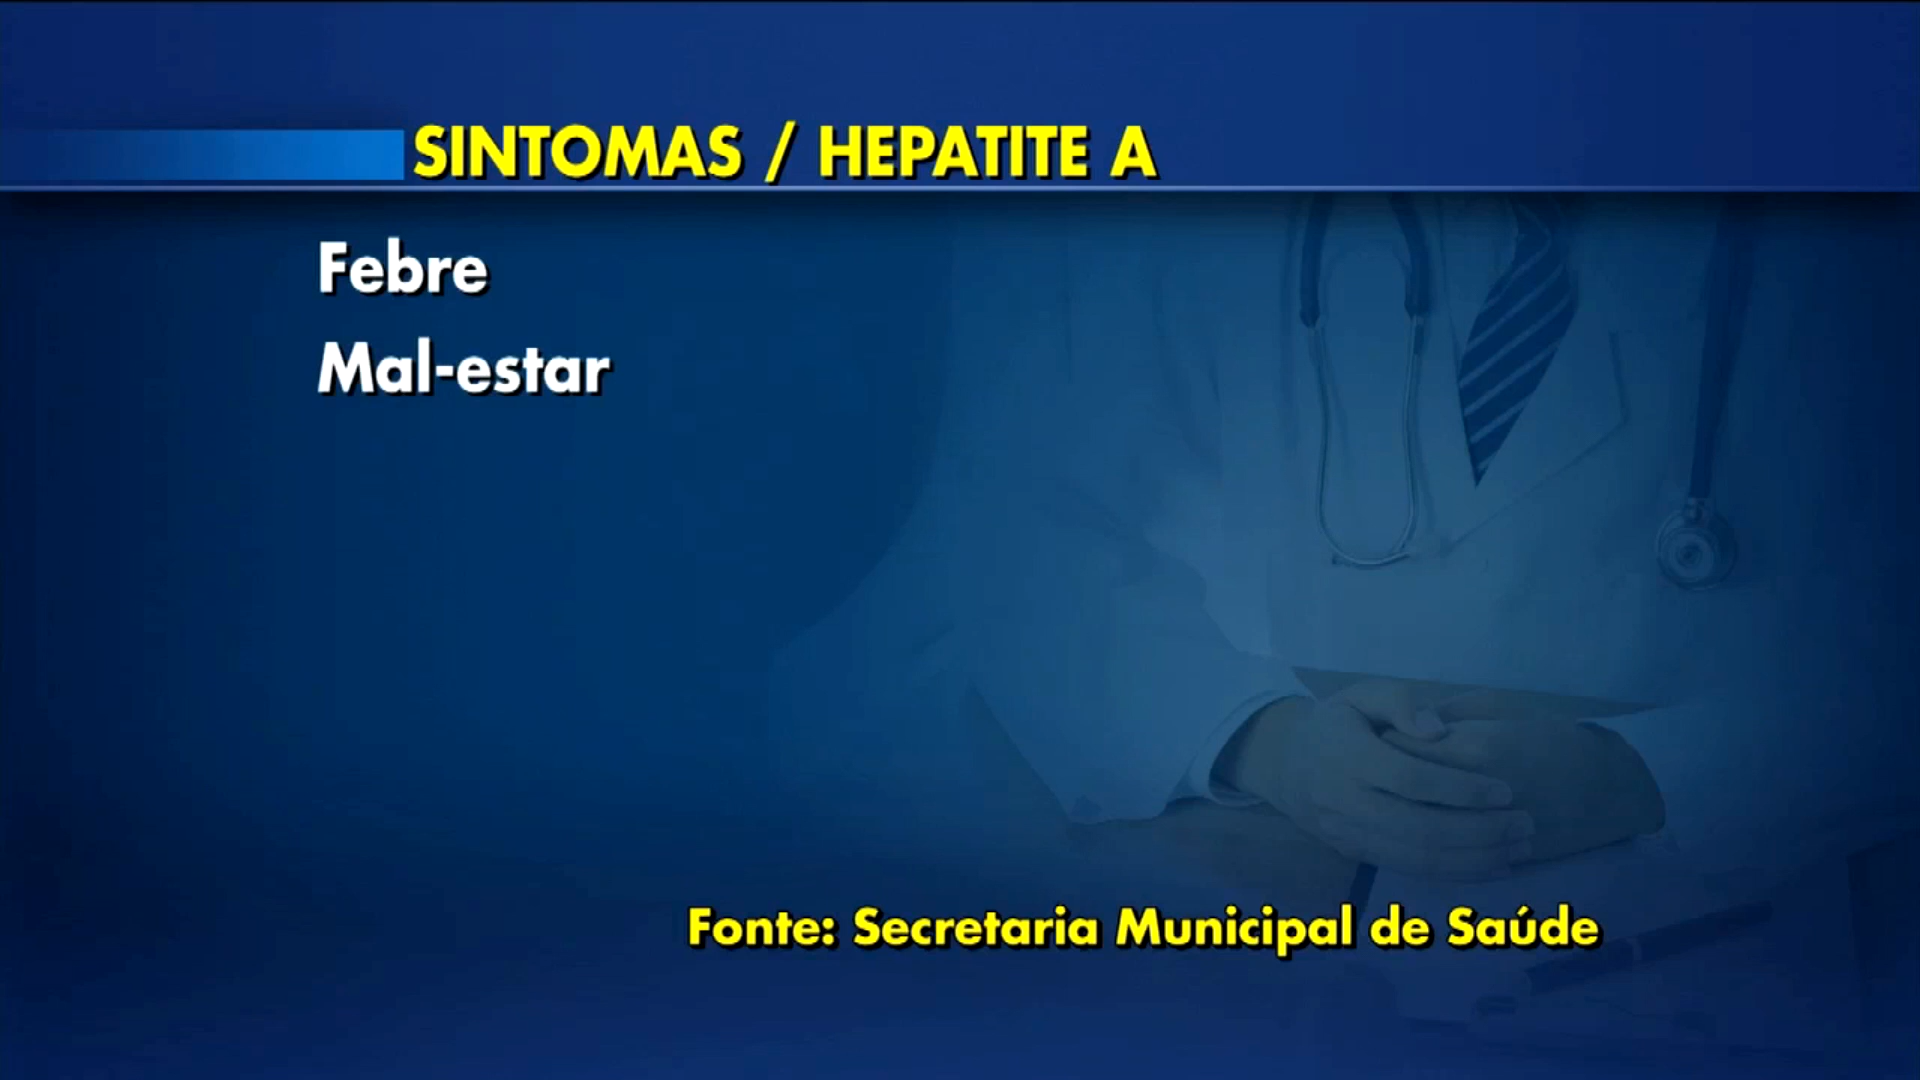 SINTOMAS / HEPATITE A
Febre
Mal-estar
Fonte: Secretaria Municipal de Saúde